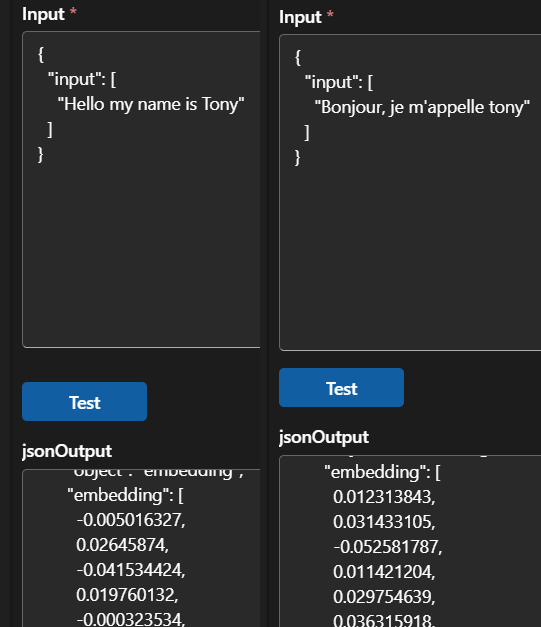 Input *
{
"input": [
"Hello my name is Tony"
]
}
Test
jsonOutput
"object": "embedding",
"embedding": [
-0.005016327,
0.02645874,
-0.041534424,
0.019760132,
-0.000323534,
Input *
{
"input": [
"Bonjour, je m'appelle tony"
]
}
Test
jsonOutput
"embedding": [
0.012313843,
0.031433105,
-0.052581787,
0.011421204,
0.029754639,
0.036315918,